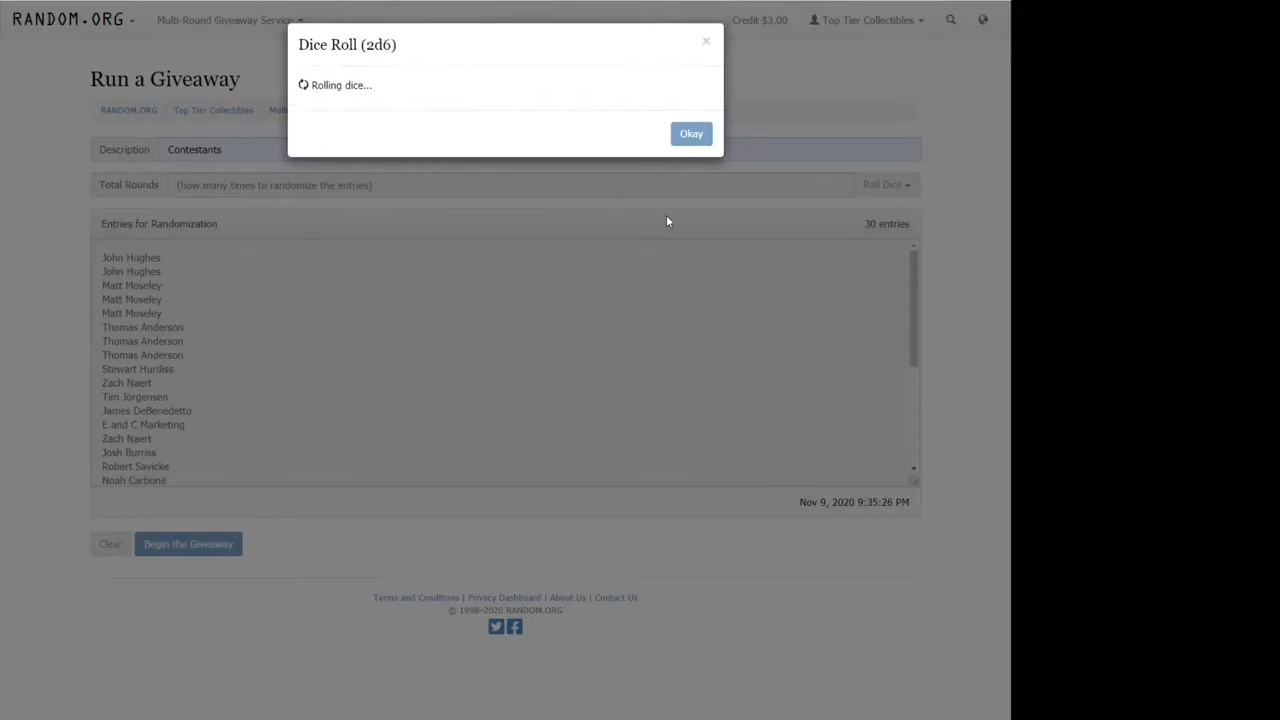 RANDOM.ORG Multi-Round Giveaway Service Credit $3.00 Top Tier Collectibles
Dice Roll (2d6) ×
Rolling dice...
Okay
Run a Giveaway
RANDOM.ORG / Top Tier Collectibles /
Description Contestants
Total Rounds (how many times to randomize the entries) Roll Dice
Entries for Randomization 30 entries
John Hughes
John Hughes
Matt Moseley
Matt Moseley
Matt Moseley
Thomas Anderson
Thomas Anderson
Thomas Anderson
Stewart Hurdiss
Zach Naert
Tim Jorgensen
James DeBenedetto
E and C Marketing
Zach Naert
Josh Burriss
Robert Savicke
Noah Carbone
Nov 9, 2020 9:35:26 PM
Clear Begin the Giveaway
Terms and Conditions | Privacy Dashboard | About Us | Contact Us
© 1998–2020 RANDOM.ORG